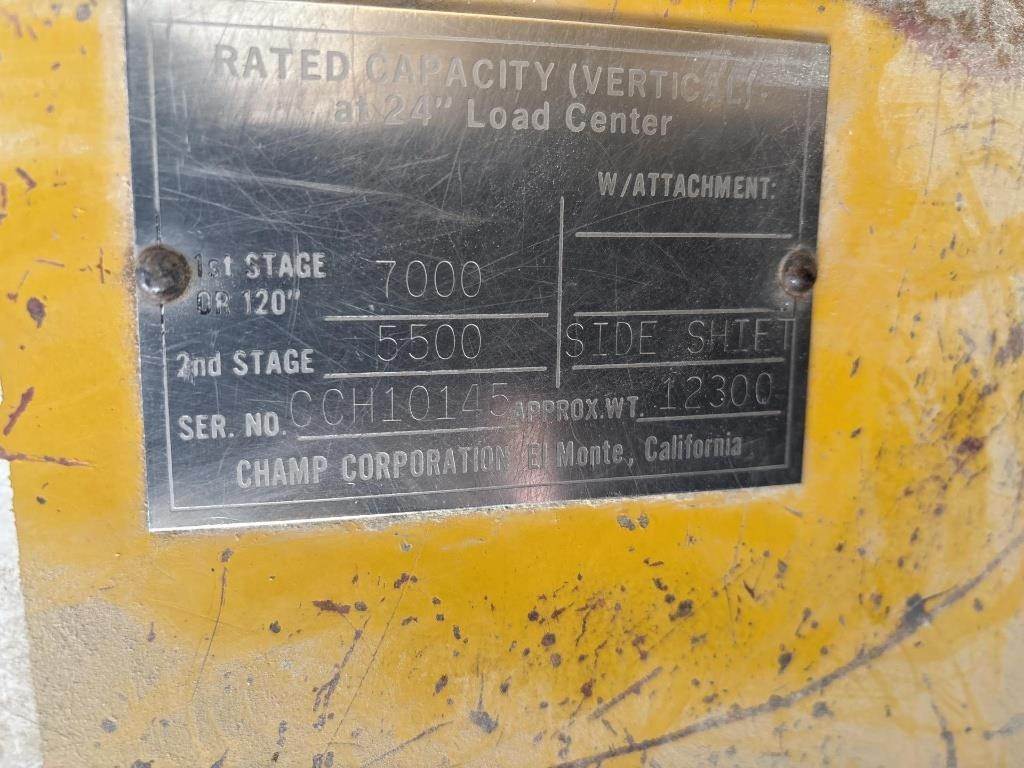 RATED CAPACITY (VERTICAL).
at 24" Load Center
W/ATTACHMENT:
1st STAGE
OR 120" 7000
2nd STAGE 5500 SIDE SHIFT
SER. NO. CCH10145 APPROX.WT. 12300
CHAMP CORPORATION El Monte, California